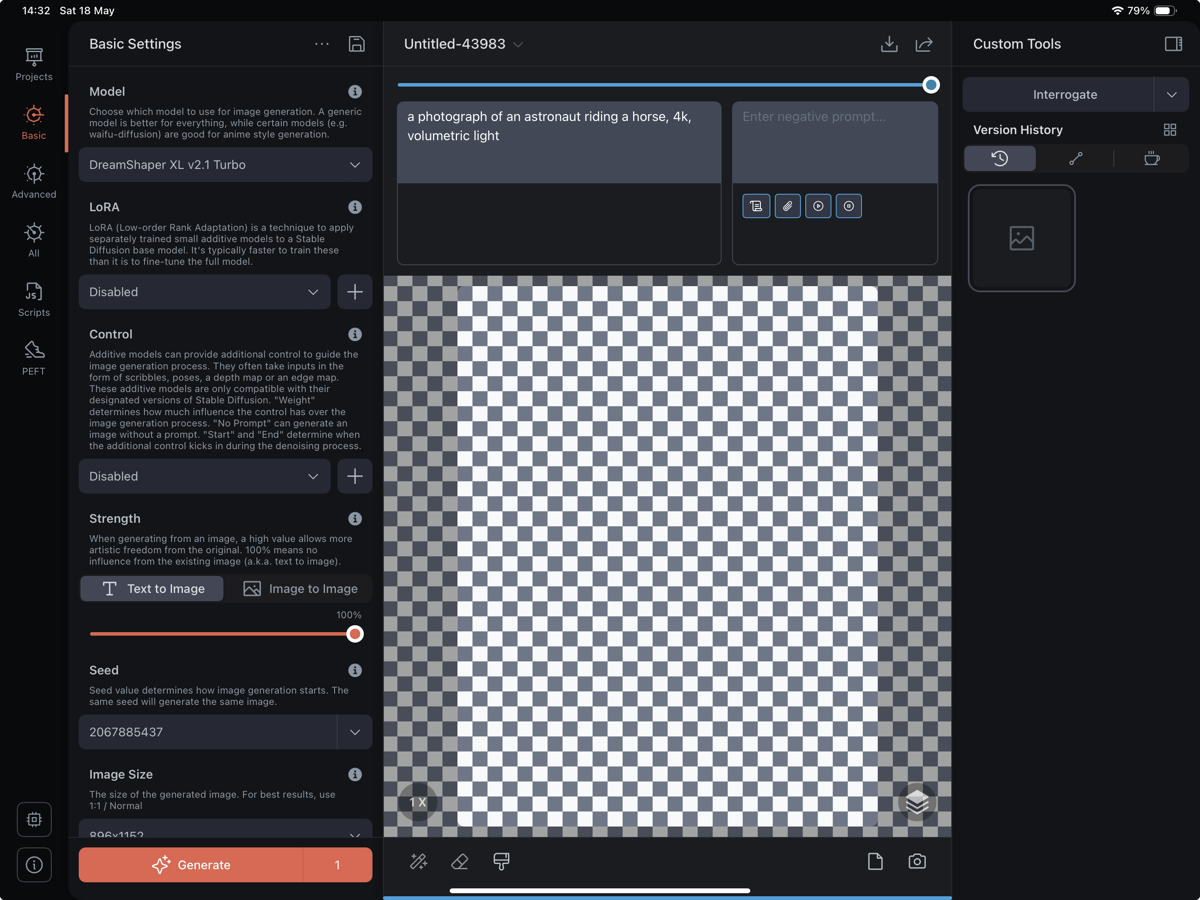 14:32 Sat 18 May
79%
Projects
Basic
Advanced
All
JS
Scripts
PEFT
Basic Settings
Model
Choose which model to use for image generation. A generic
model is better for everything, while certain models (e.g.
waifu-diffusion) are good for anime style generation.
DreamShaper XL v2.1 Turbo
LoRA
LoRA (Low-order Rank Adaptation) is a technique to apply
separately trained small additive models to a Stable
Diffusion base model. It's typically faster to train these
than it is to fine-tune the full model.
Disabled
Control
Additive models can provide additional control to guide the
image generation process. They often take inputs in the
form of scribbles, poses, a depth map or an edge map.
These additive models are only compatible with their
designated versions of Stable Diffusion. "Weight"
determines how much influence the control has over the
image generation process. "No Prompt" can generate an
image without a prompt. "Start" and "End" determine when
the additional control kicks in during the denoising process.
Disabled
Strength
When generating from an image, a high value allows more
artistic freedom from the original. 100% means no
influence from the existing image (a.k.a. text to image).
Text to Image
Image to Image
100%
Seed
Seed value determines how image generation starts. The
same seed will generate the same image.
2067885437
Image Size
The size of the generated image. For best results, use
1:1 / Normal
896x1152
Generate
1
Untitled-43983
a photograph of an astronaut riding a horse, 4k,
volumetric light
Enter negative prompt...
1 X
Custom Tools
Interrogate
Version History